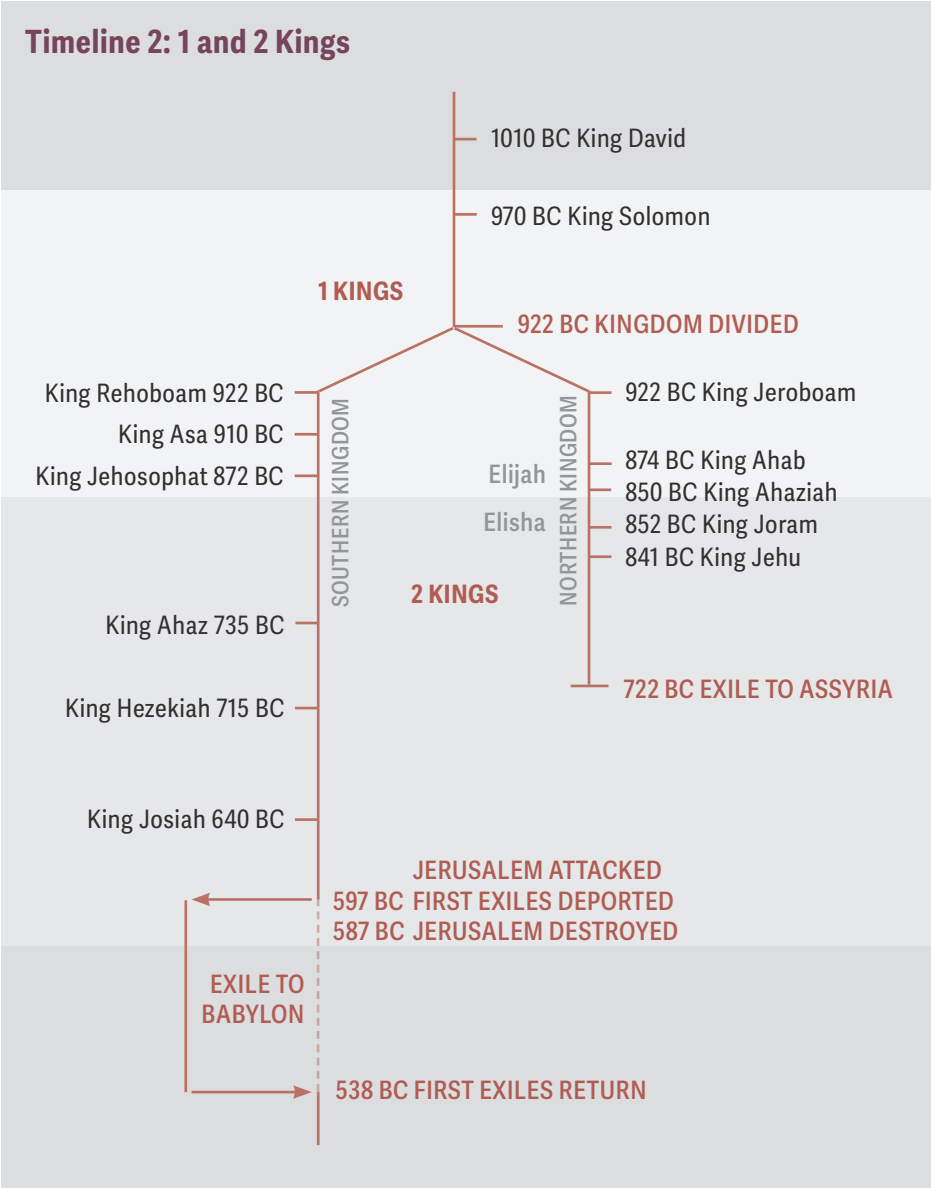 Timeline 2: 1 and 2 Kings
1010 BC King David
970 BC King Solomon
1 KINGS
922 BC KINGDOM DIVIDED
King Rehoboam 922 BC
King Asa 910 BC
King Jehosophat 872 BC
SOUTHERN KINGDOM
922 BC King Jeroboam
874 BC King Ahab
850 BC King Ahaziah
852 BC King Joram
841 BC King Jehu
NORTHERN KINGDOM
Elijah
Elisha
2 KINGS
King Ahaz 735 BC
722 BC EXILE TO ASSYRIA
King Hezekiah 715 BC
King Josiah 640 BC
JERUSALEM ATTACKED
597 BC FIRST EXILES DEPORTED
587 BC JERUSALEM DESTROYED
EXILE TO
BABYLON
538 BC FIRST EXILES RETURN